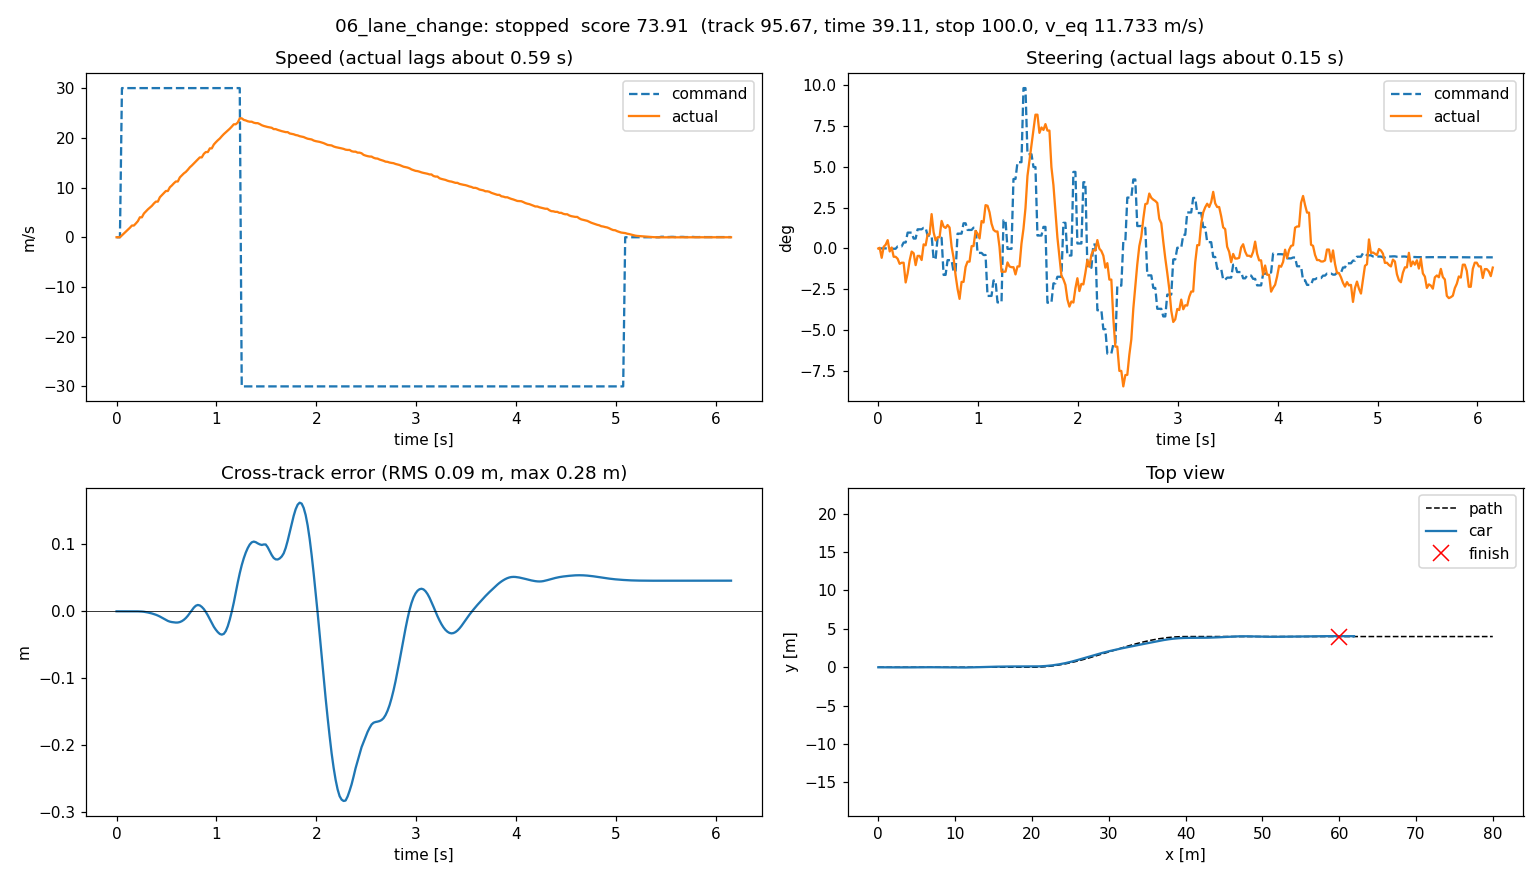 06_lane_change: stopped  score 73.91  (track 95.67, time 39.11, stop 100.0, v_eq 11.733 m/s)
Speed (actual lags about 0.59 s)
30
20
10
0
−10
−20
−30
m/s
command
actual
0 1 2 3 4 5 6
time [s]
Steering (actual lags about 0.15 s)
10.0
7.5
5.0
2.5
0.0
−2.5
−5.0
−7.5
deg
command
actual
0 1 2 3 4 5 6
time [s]
Cross-track error (RMS 0.09 m, max 0.28 m)
0.1
0.0
−0.1
−0.2
−0.3
m
0 1 2 3 4 5 6
time [s]
Top view
20
15
10
5
0
−5
−10
−15
y [m]
path
car
finish
0 10 20 30 40 50 60 70 80
x [m]